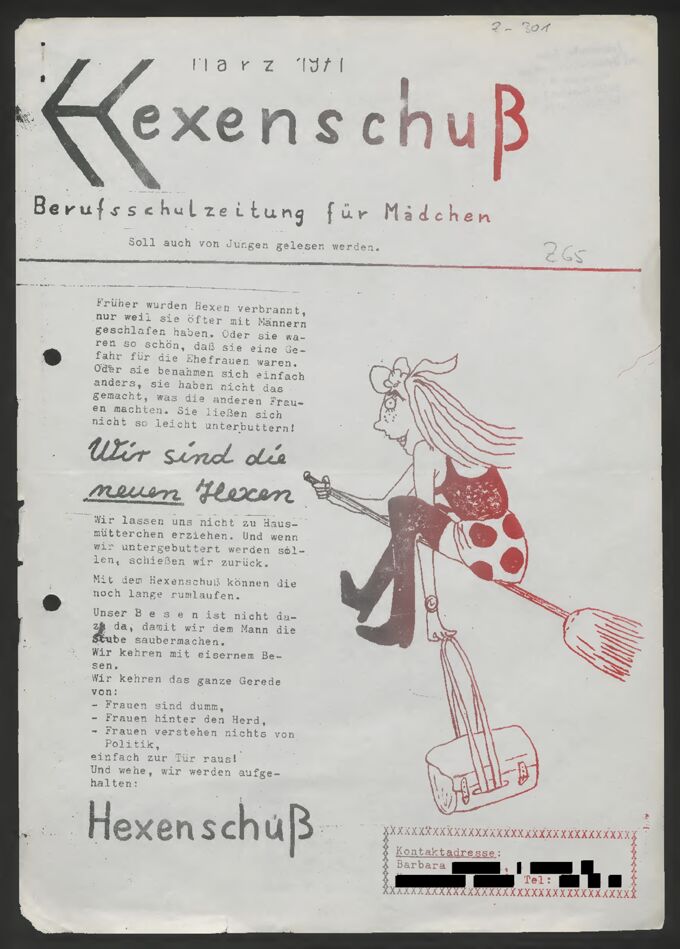 Z-301
März 1971
Hexenschuß
Berufsschulzeitung für Mädchen
Soll auch von Jungen gelesen werden.
Z65
Früher wurden Hexen verbrannt,
nur weil sie öfter mit Männern
geschlafen haben. Oder sie wa-
ren so schön, daß sie eine Ge-
fahr für die Ehefrauen waren.
Oder sie benahmen sich einfach
anders, sie haben nicht das
gemacht, was die anderen Frau-
en machten. Sie ließen sich
nicht so leicht unterbuttern!
Wir sind die
neuen Hexen
Wir lassen uns nicht zu Haus-
mütterchen erziehen. Und wenn
wir untergebuttert werden sol-
len, schießen wir zurück.
Mit dem Hexenschuß können die
noch lange rumlaufen.
Unser B e s e n ist nicht da-
zu da, damit wir dem Mann die
Stube saubermachen.
Wir kehren mit eisernem Be-
sen.
Wir kehren das ganze Gerede
von:
- Frauen sind dumm,
- Frauen hinter den Herd,
- Frauen verstehen nichts von
Politik,
einfach zur Tür raus!
Und wehe, wir werden aufge-
halten:
Hexenschuß
Kontaktadresse:
Barbara
Tel: